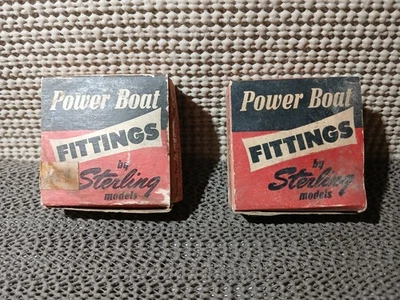 Power Boat
FITTINGS
by
Sterling
models
Power Boat
FITTINGS
by
Sterling
models